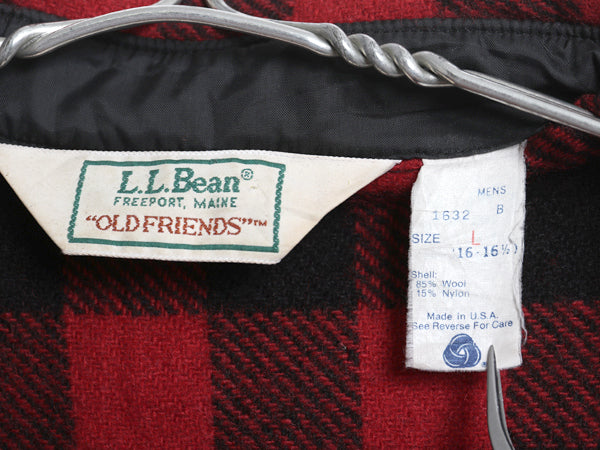 L.L.Bean®
FREEPORT, MAINE
"OLD FRIENDS"™
MENS
1632 B
SIZE L
16-16½
Shell:
85% Wool
15% Nylon
Made in U.S.A.
See Reverse For Care